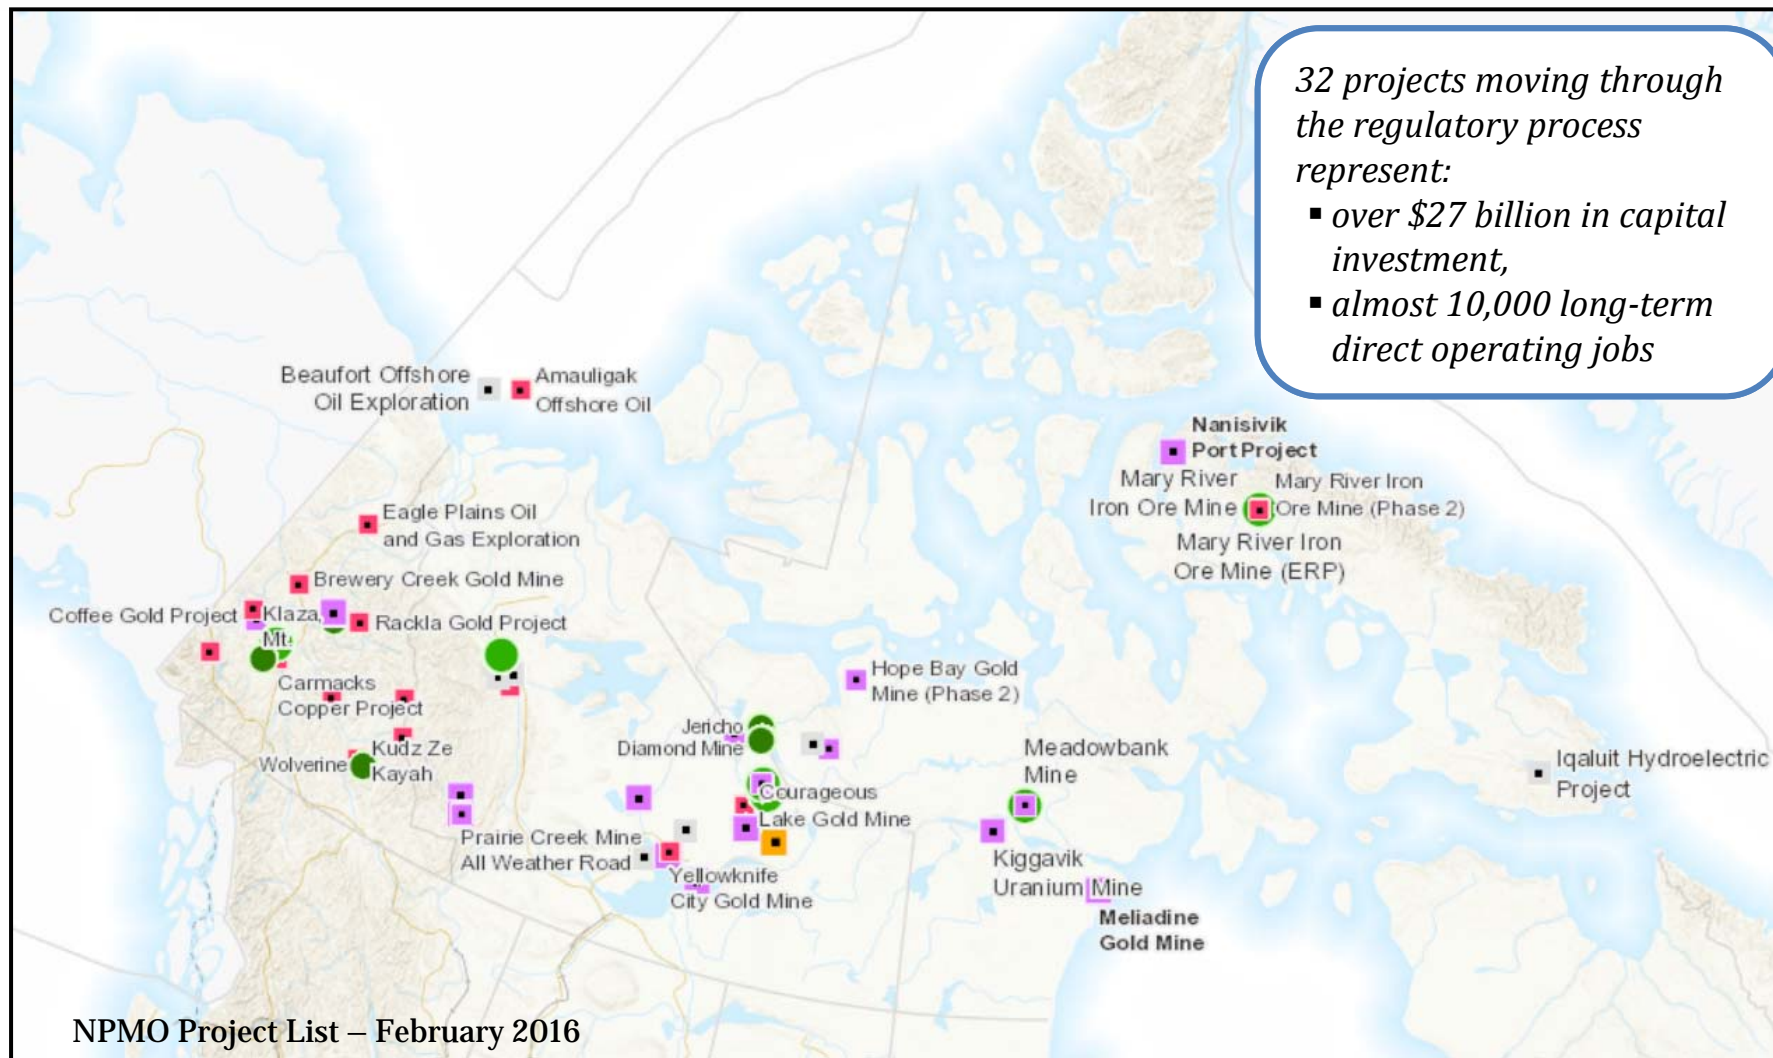 32 projects moving through
the regulatory process
represent:
▪ over $27 billion in capital
investment,
▪ almost 10,000 long-term
direct operating jobs
Beaufort Offshore
Oil Exploration
Amauligak
Offshore Oil
Nanisivik
Port Project
Mary River
Iron Ore Mine
Mary River Iron
Ore Mine (Phase 2)
Mary River Iron
Ore Mine (ERP)
Eagle Plains Oil
and Gas Exploration
Brewery Creek Gold Mine
Coffee Gold Project
Klaza,
Mt.
Rackla Gold Project
Carmacks
Copper Project
Hope Bay Gold
Mine (Phase 2)
Jericho
Diamond Mine
Wolverine
Kudz Ze
Kayah
Meadowbank
Mine
Iqaluit Hydroelectric
Project
Courageous
Lake Gold Mine
Prairie Creek Mine
All Weather Road
Yellowknife
City Gold Mine
Kiggavik
Uranium Mine
Meliadine
Gold Mine
NPMO Project List – February 2016